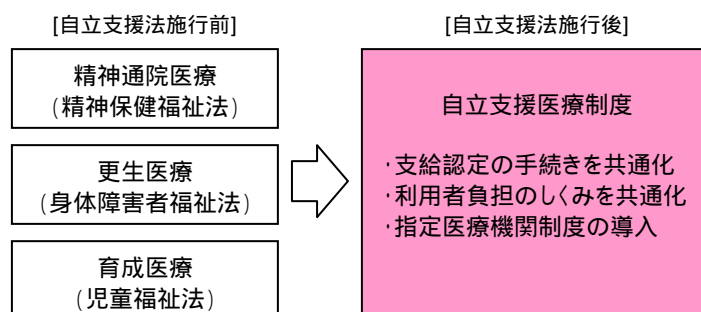 [自立支援法施行前]
精神通院医療
(精神保健福祉法)
更生医療
(身体障害者福祉法)
育成医療
(児童福祉法)
[自立支援法施行後]
自立支援医療制度
・支給認定の手続きを共通化
・利用者負担のしくみを共通化
・指定医療機関制度の導入